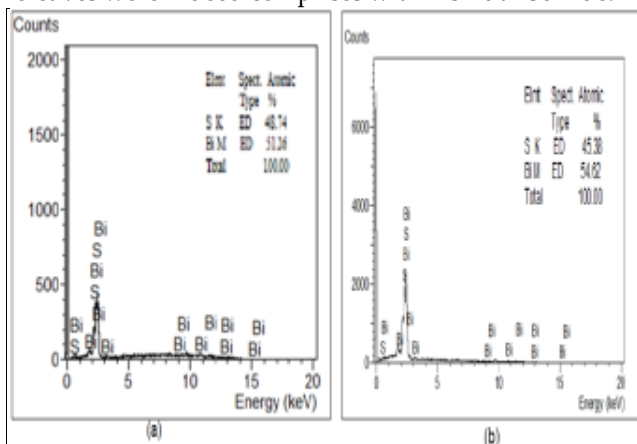 Counts
2000
1500
1000
500
0
Elmt Spect. Atomic
Type %
S K ED 48.74
Bi M ED 51.26
Total 100.00
Bi
S
Bi
S
Bi
Bi
S
Bi
Bi
Bi
Bi
Bi
Bi
Bi
Bi
Bi
Bi
0 5 10 15 20
Energy (keV)
(a)
Counts
6000
4000
2000
0
Elmt Spect. Atomic
Type %
S K ED 45.38
Bi M ED 54.62
Total 100.00
Bi
S
Bi
S
Bi
Bi
S
Bi
Bi
Bi
Bi
Bi
Bi
Bi
Bi
Bi
Bi
0 5 10 15 20
Energy (keV)
(b)